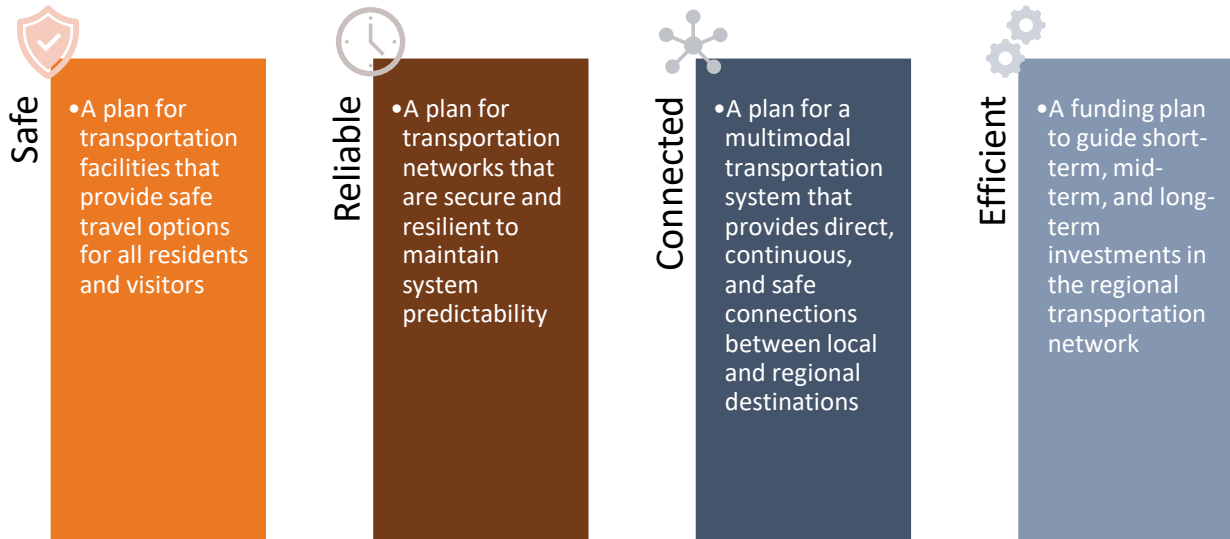 Safe
•A plan for
transportation
facilities that
provide safe
travel options
for all residents
and visitors
Reliable
•A plan for
transportation
networks that
are secure and
resilient to
maintain
system
predictability
Connected
•A plan for a
multimodal
transportation
system that
provides direct,
continuous,
and safe
connections
between local
and regional
destinations
Efficient
•A funding plan
to guide short-
term, mid-
term, and long-
term
investments in
the regional
transportation
network